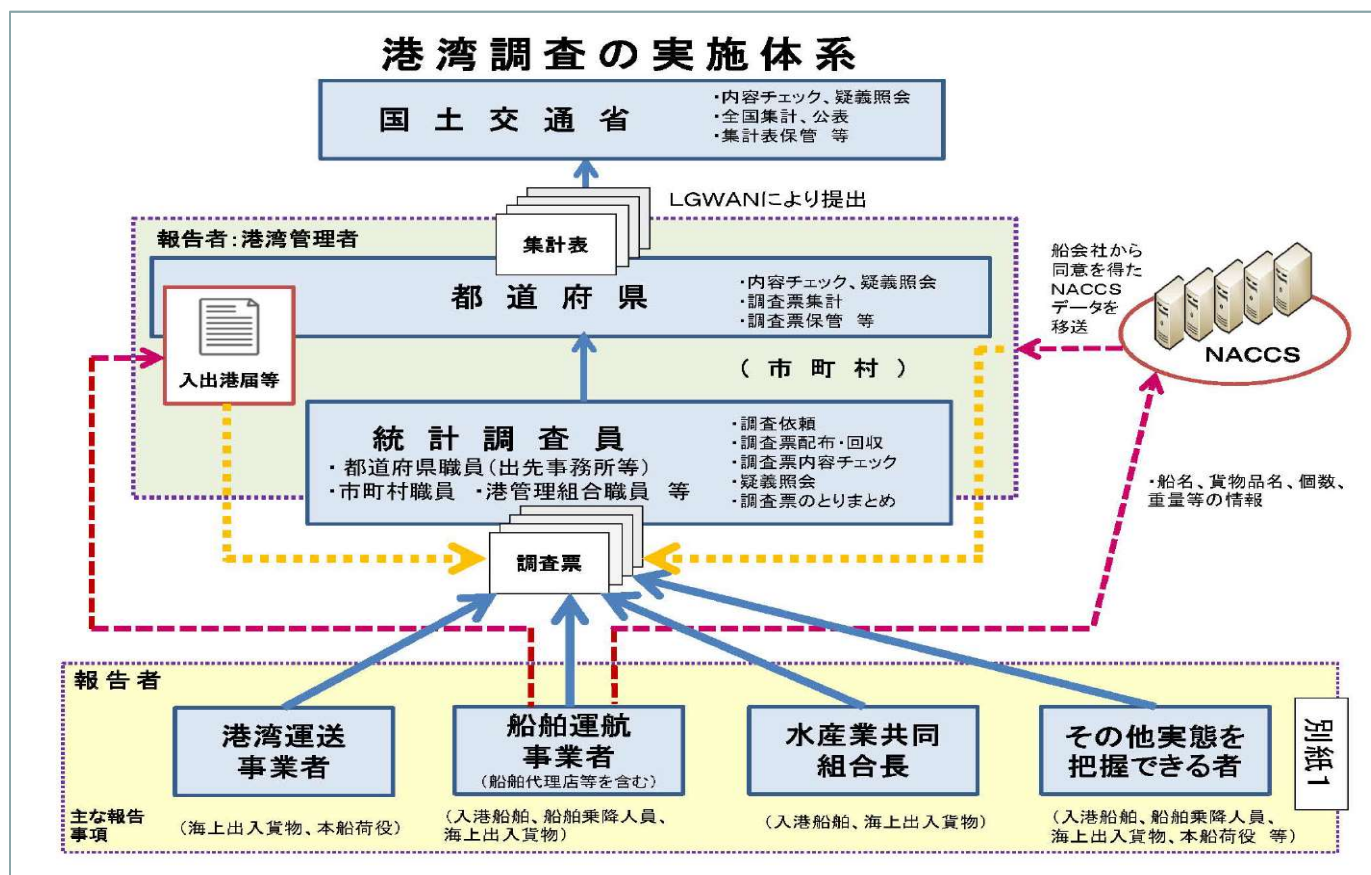 港湾調査の実施体系
国土交通省
・内容チェック、疑義照会
・全国集計、公表
・集計表保管 等
LGWANにより提出
集計表
報告者:港湾管理者
都道府県
・内容チェック、疑義照会
・調査票集計
・調査票保管 等
入出港届等
(市町村)
船会社から
同意を得た
NACCS
データを
移送
NACCS
統計調査員
・都道府県職員(出先事務所等)
・市町村職員 ・港管理組合職員 等
・調査依頼
・調査票配布・回収
・調査票内容チェック
・疑義照会
・調査票のとりまとめ
・船名、貨物品名、個数、
重量等の情報
調査票
報告者
港湾運送
事業者
船舶運航
事業者
(船舶代理店等を含む)
水産業共同
組合長
その他実態を
把握できる者
別紙1
主な報告
事項
(海上出入貨物、本船荷役)
(入港船舶、船舶乗降人員、
海上出入貨物)
(入港船舶、海上出入貨物)
(入港船舶、船舶乗降人員、
海上出入貨物、本船荷役 等)